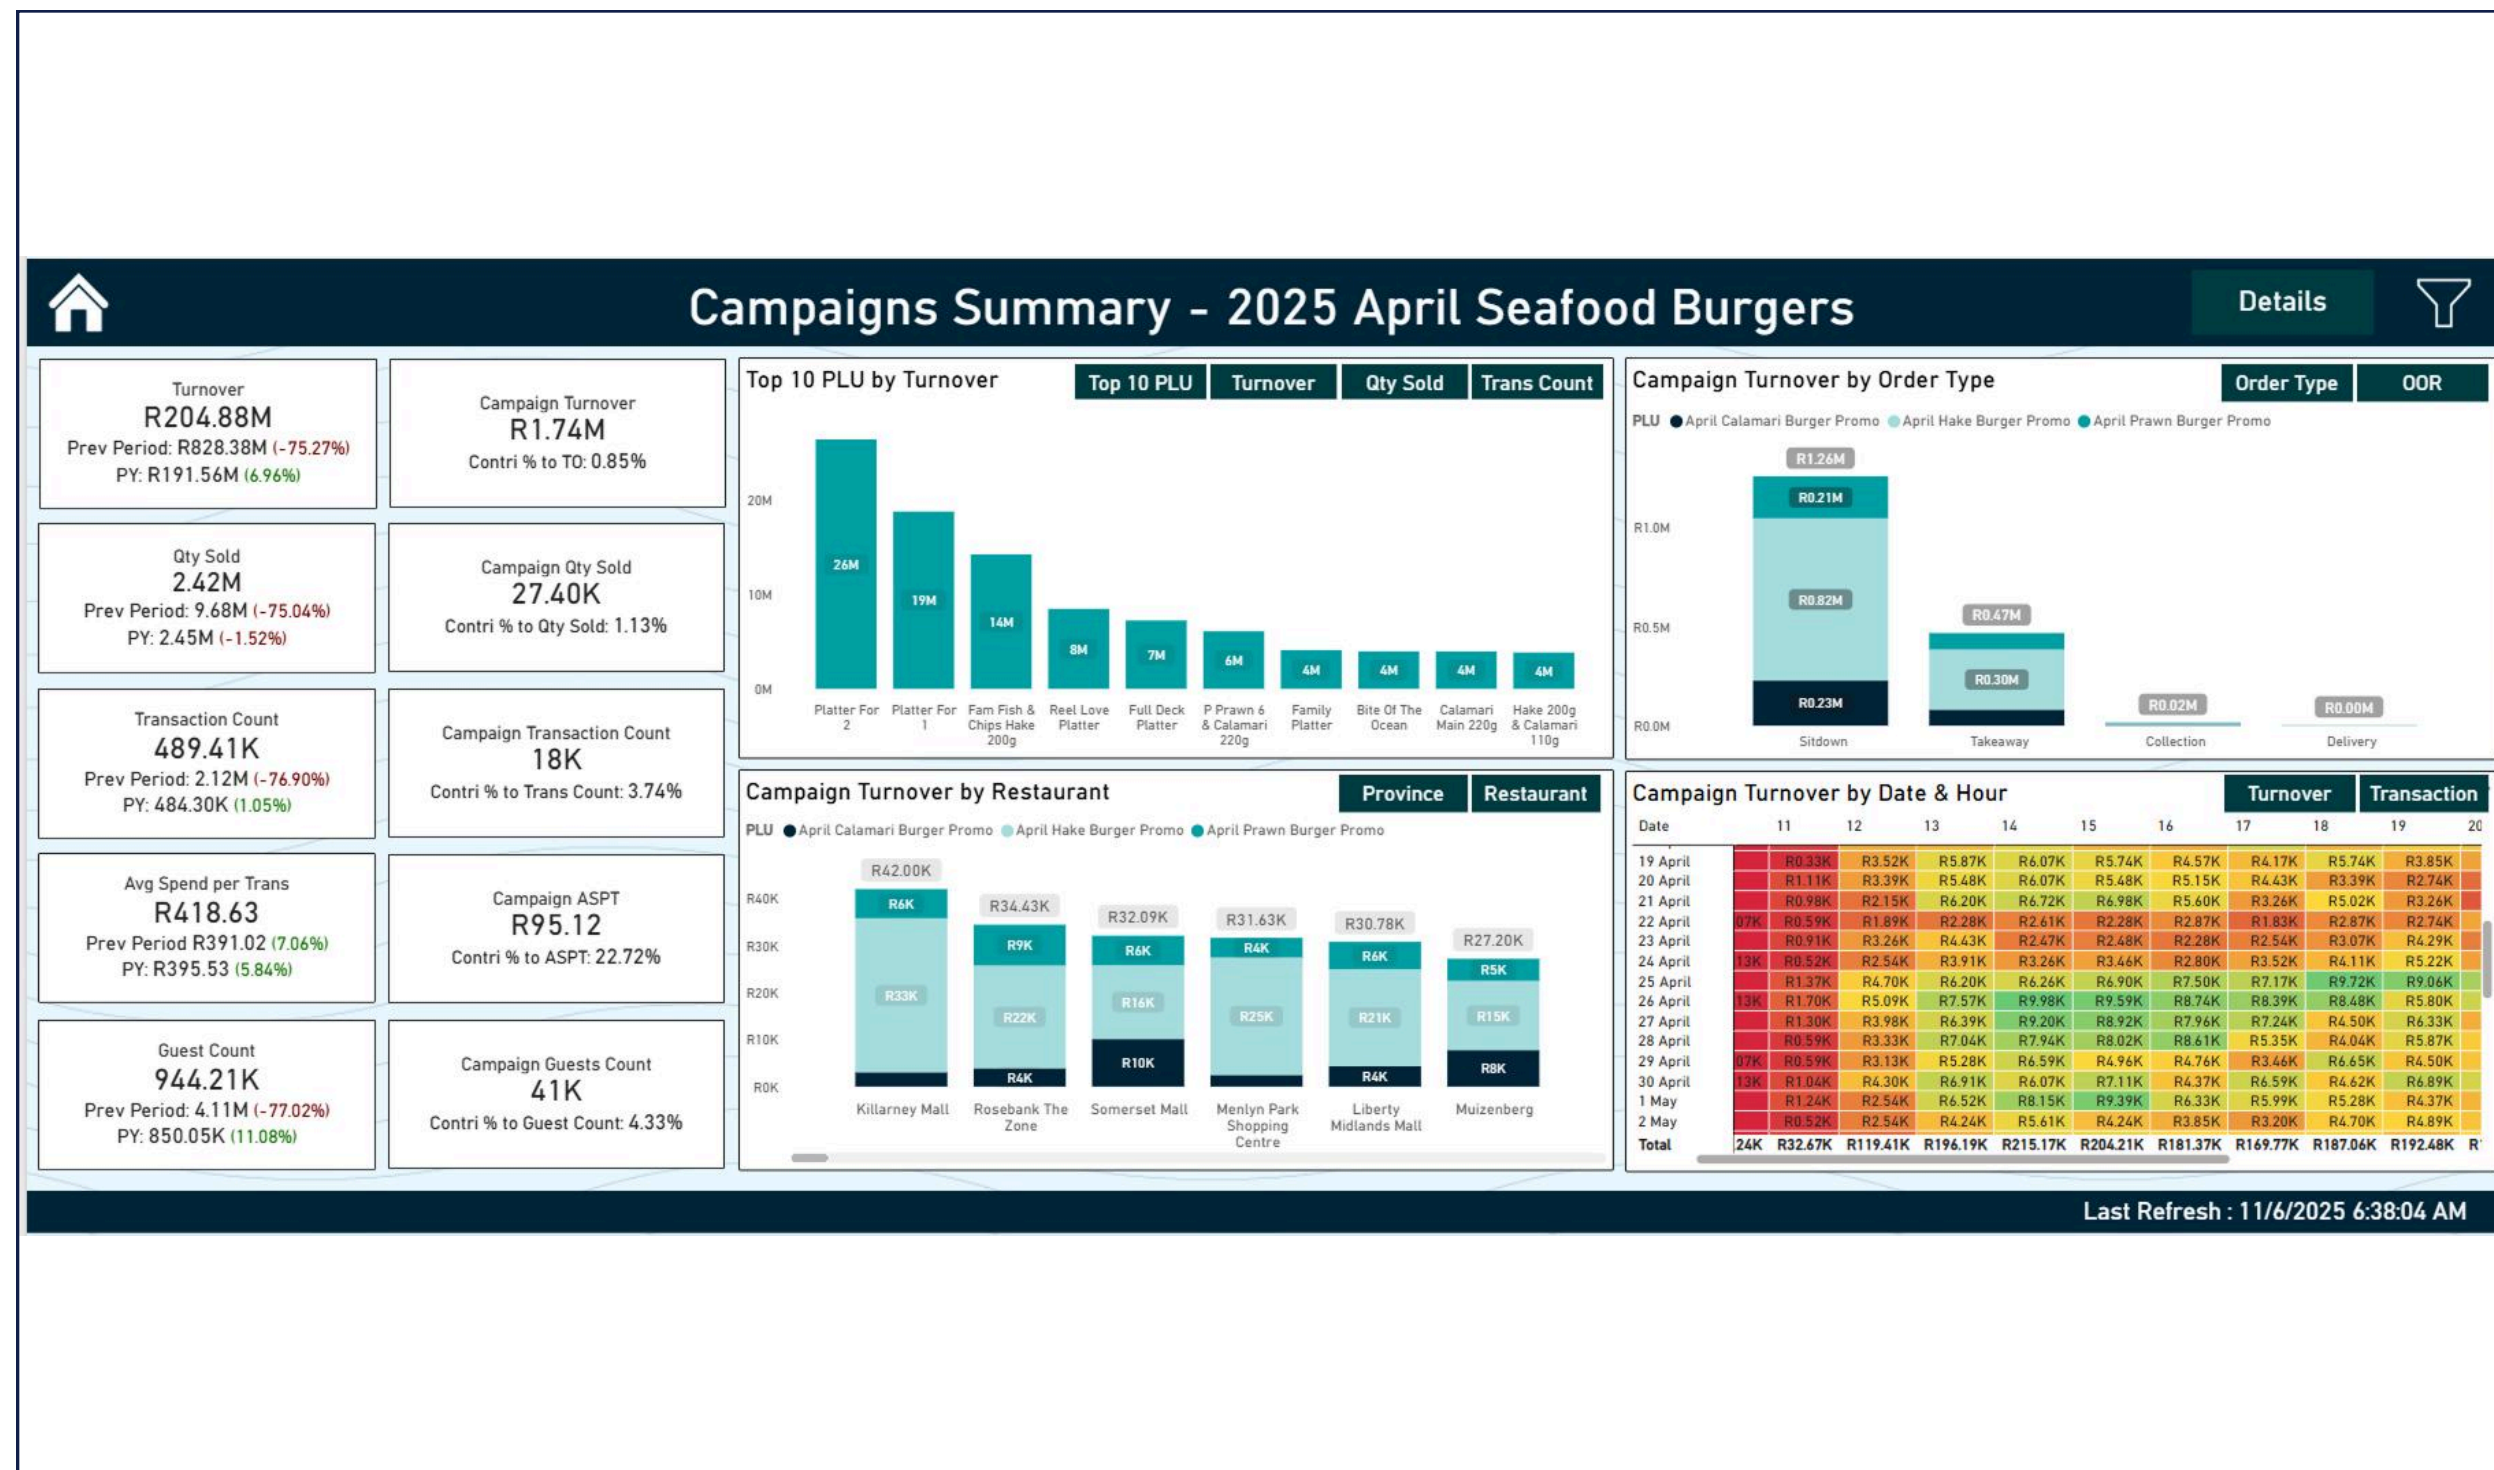 Campaigns Summary - 2025 April Seafood Burgers
Details
Turnover
R204.88M
Prev Period: R828.38M (-75.27%)
PY: R191.56M (6.96%)
Campaign Turnover
R1.74M
Contri % to TO: 0.85%
Qty Sold
2.42M
Prev Period: 9.68M (-75.04%)
PY: 2.45M (-1.52%)
Campaign Qty Sold
27.40K
Contri % to Qty Sold: 1.13%
Transaction Count
489.41K
Prev Period: 2.12M (-76.90%)
PY: 484.30K (1.05%)
Campaign Transaction Count
18K
Contri % to Trans Count: 3.74%
Avg Spend per Trans
R418.63
Prev Period R391.02 (7.06%)
PY: R395.53 (5.84%)
Campaign ASPT
R95.12
Contri % to ASPT: 22.72%
Guest Count
944.21K
Prev Period: 4.11M (-77.02%)
PY: 850.05K (11.08%)
Campaign Guests Count
41K
Contri % to Guest Count: 4.33%
Top 10 PLU by Turnover
Top 10 PLU Turnover Qty Sold Trans Count
20M
10M
0M
26M 19M 14M 8M 7M 6M 4M 4M 4M 4M
Platter For 2
Platter For 1
Fam Fish & Chips Hake 200g
Reel Love Platter
Full Deck Platter
P Prawn 6 & Calamari 220g
Family Platter
Bite Of The Ocean
Calamari Main 220g
Hake 200g & Calamari 110g
Campaign Turnover by Order Type
Order Type OOR
PLU April Calamari Burger Promo April Hake Burger Promo April Prawn Burger Promo
R1.0M
R0.5M
R0.0M
R1.26M
R0.21M
R0.82M
R0.23M
R0.47M
R0.30M
R0.02M
R0.00M
Sitdown Takeaway Collection Delivery
Campaign Turnover by Restaurant
Province Restaurant
PLU April Calamari Burger Promo April Hake Burger Promo April Prawn Burger Promo
R40K
R30K
R20K
R10K
R0K
R42.00K
R6K
R33K
R34.43K
R9K
R22K
R4K
R32.09K
R6K
R16K
R10K
R31.63K
R4K
R25K
R30.78K
R6K
R21K
R4K
R27.20K
R5K
R15K
R8K
Killarney Mall
Rosebank The Zone
Somerset Mall
Menlyn Park Shopping Centre
Liberty Midlands Mall
Muizenberg
Campaign Turnover by Date & Hour
Turnover Transaction
Date 11 12 13 14 15 16 17 18 19 20
19 April R0.33K R3.52K R5.87K R6.07K R5.74K R4.57K R4.17K R5.74K R3.85K
20 April R1.11K R3.39K R5.48K R6.07K R5.48K R5.15K R4.43K R3.39K R2.74K
21 April R0.98K R2.15K R6.20K R6.72K R6.98K R5.60K R3.26K R5.02K R3.26K
22 April 07K R0.59K R1.89K R2.28K R2.61K R2.28K R2.87K R1.83K R2.87K R2.74K
23 April R0.91K R3.26K R4.43K R2.47K R2.48K R2.28K R2.54K R3.07K R4.29K
24 April 13K R0.52K R2.54K R3.91K R3.26K R3.46K R2.80K R3.52K R4.11K R5.22K
25 April R1.37K R4.70K R6.20K R6.26K R6.90K R7.50K R7.17K R9.72K R9.06K
26 April 13K R1.70K R5.09K R7.57K R9.98K R9.59K R8.74K R8.39K R8.48K R5.80K
27 April R1.30K R3.98K R6.39K R9.20K R8.92K R7.96K R7.24K R4.50K R6.33K
28 April R0.59K R3.33K R7.04K R7.94K R8.02K R8.61K R5.35K R4.04K R5.87K
29 April 07K R0.59K R3.13K R5.28K R6.59K R4.96K R4.76K R3.46K R6.65K R4.50K
30 April 13K R1.04K R4.30K R6.91K R6.07K R7.11K R4.37K R6.59K R4.62K R6.89K
1 May R1.24K R2.54K R6.52K R8.15K R9.39K R6.33K R5.99K R5.28K R4.37K
2 May R0.52K R2.54K R4.24K R5.61K R4.24K R3.85K R3.20K R4.70K R4.89K
Total 24K R32.67K R119.41K R196.19K R215.17K R204.21K R181.37K R169.77K R187.06K R192.48K
Last Refresh : 11/6/2025 6:38:04 AM